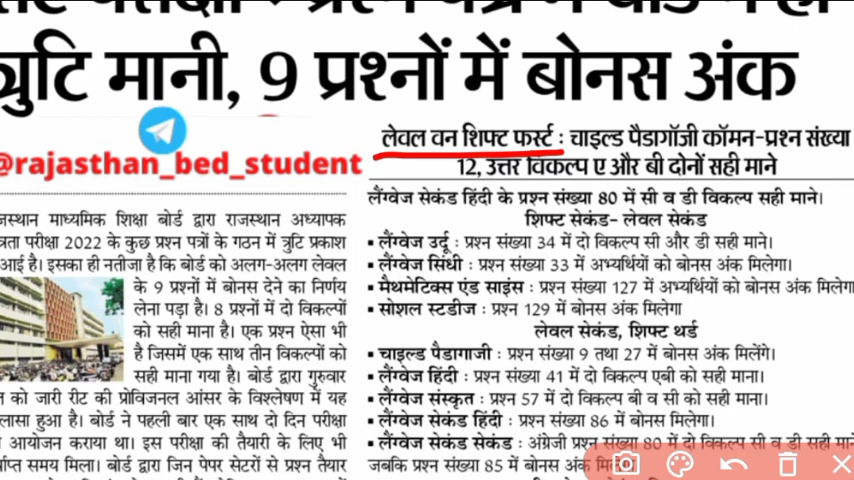 त्रुटि मानी, 9 प्रश्नों में बोनस अंक
@rajasthan_bed_student
राजस्थान माध्यमिक शिक्षा बोर्ड द्वारा राजस्थान अध्यापक
पात्रता परीक्षा 2022 के कुछ प्रश्न पत्रों के गठन में त्रुटि प्रकाश
आई है। इसका ही नतीजा है कि बोर्ड को अलग-अलग लेवल
के 9 प्रश्नों में बोनस देने का निर्णय
लेना पड़ा है। 8 प्रश्नों में दो विकल्पों
को सही माना है। एक प्रश्न ऐसा भी
है जिसमें एक साथ तीन विकल्पों को
सही माना गया है। बोर्ड द्वारा गुरुवार
को जारी रीट की प्रोविजनल आंसर के विश्लेषण में यह
हुआ है। बोर्ड ने पहली बार एक साथ दो दिन परीक्षा
आयोजन कराया था। इस परीक्षा की तैयारी के लिए भी
समय मिला। बोर्ड द्वारा जिन पेपर सेटरों से प्रश्न तैयार
लेवल वन शिफ्ट फर्स्ट : चाइल्ड पैडागॉजी कॉमन-प्रश्न संख्या
12, उत्तर विकल्प ए और बी दोनों सही माने
लैंग्वेज सेकंड हिंदी के प्रश्न संख्या 80 में सी व डी विकल्प सही माने।
शिफ्ट सेकंड- लेवल सेकंड
▪ लैंग्वेज उर्दू : प्रश्न संख्या 34 में दो विकल्प सी और डी सही माने।
▪ लैंग्वेज सिंधी : प्रश्न संख्या 33 में अभ्यर्थियों को बोनस अंक मिलेगा।
▪ मैथमेटिक्स एंड साइंस : प्रश्न संख्या 127 में अभ्यर्थियों को बोनस अंक मिलेगा
▪ सोशल स्टडीज : प्रश्न 129 में बोनस अंक मिलेगा
लेवल सेकंड, शिफ्ट थर्ड
▪ चाइल्ड पैडागाजी : प्रश्न संख्या 9 तथा 27 में बोनस अंक मिलेंगे।
▪ लैंग्वेज हिंदी : प्रश्न संख्या 41 में दो विकल्प एबी को सही माना।
▪ लैंग्वेज संस्कृत : प्रश्न 57 में दो विकल्प बी व सी को सही माना।
▪ लैंग्वेज सेकंड हिंदी : प्रश्न संख्या 86 में बोनस मिलेगा।
▪ लैंग्वेज सेकंड सेकंड : अंग्रेजी प्रश्न संख्या 80 में दो विकल्प सी व डी सही माने
जबकि प्रश्न संख्या 85 में बोनस अंक